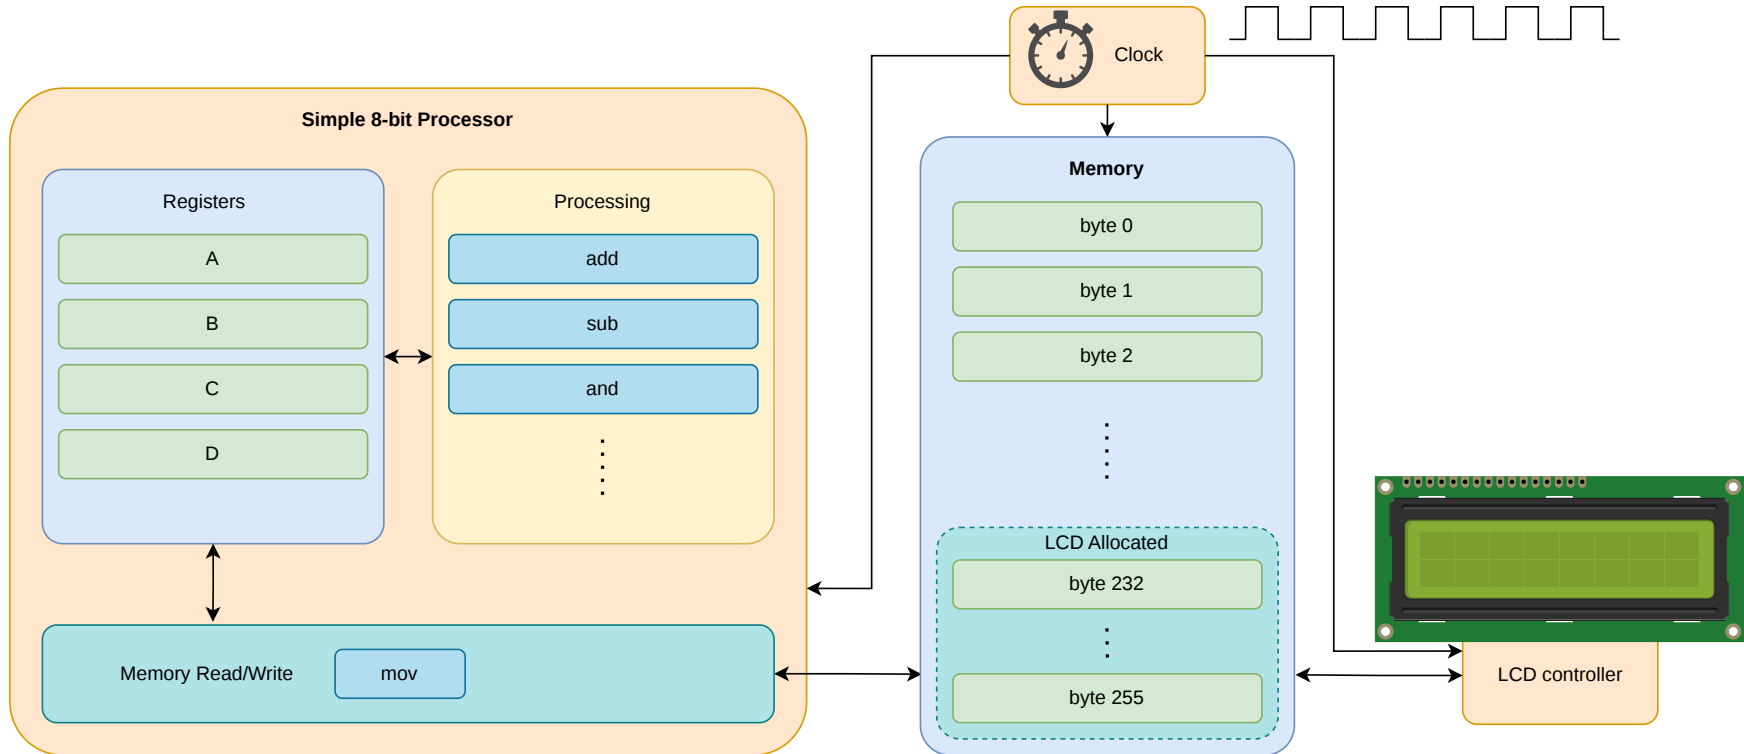 Clock
Simple 8-bit Processor
Registers
A
B
C
D
Processing
add
sub
and
Memory Read/Write
mov
Memory
byte 0
byte 1
byte 2
LCD Allocated
byte 232
byte 255
LCD controller